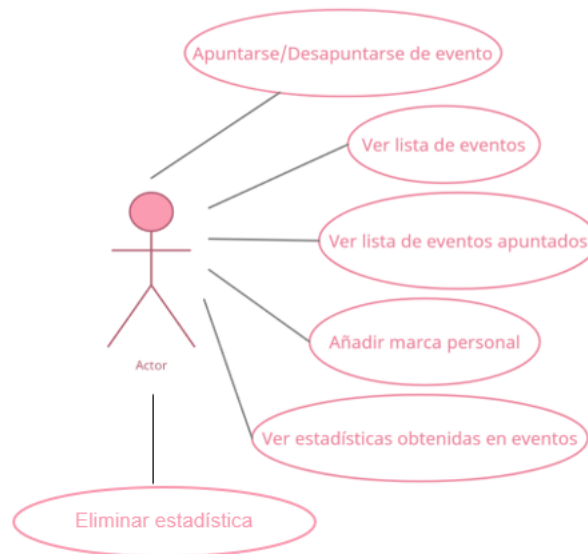 Apuntarse/Desapuntarse de evento
Ver lista de eventos
Ver lista de eventos apuntados
Añadir marca personal
Actor
Ver estadísticas obtenidas en eventos
Eliminar estadística